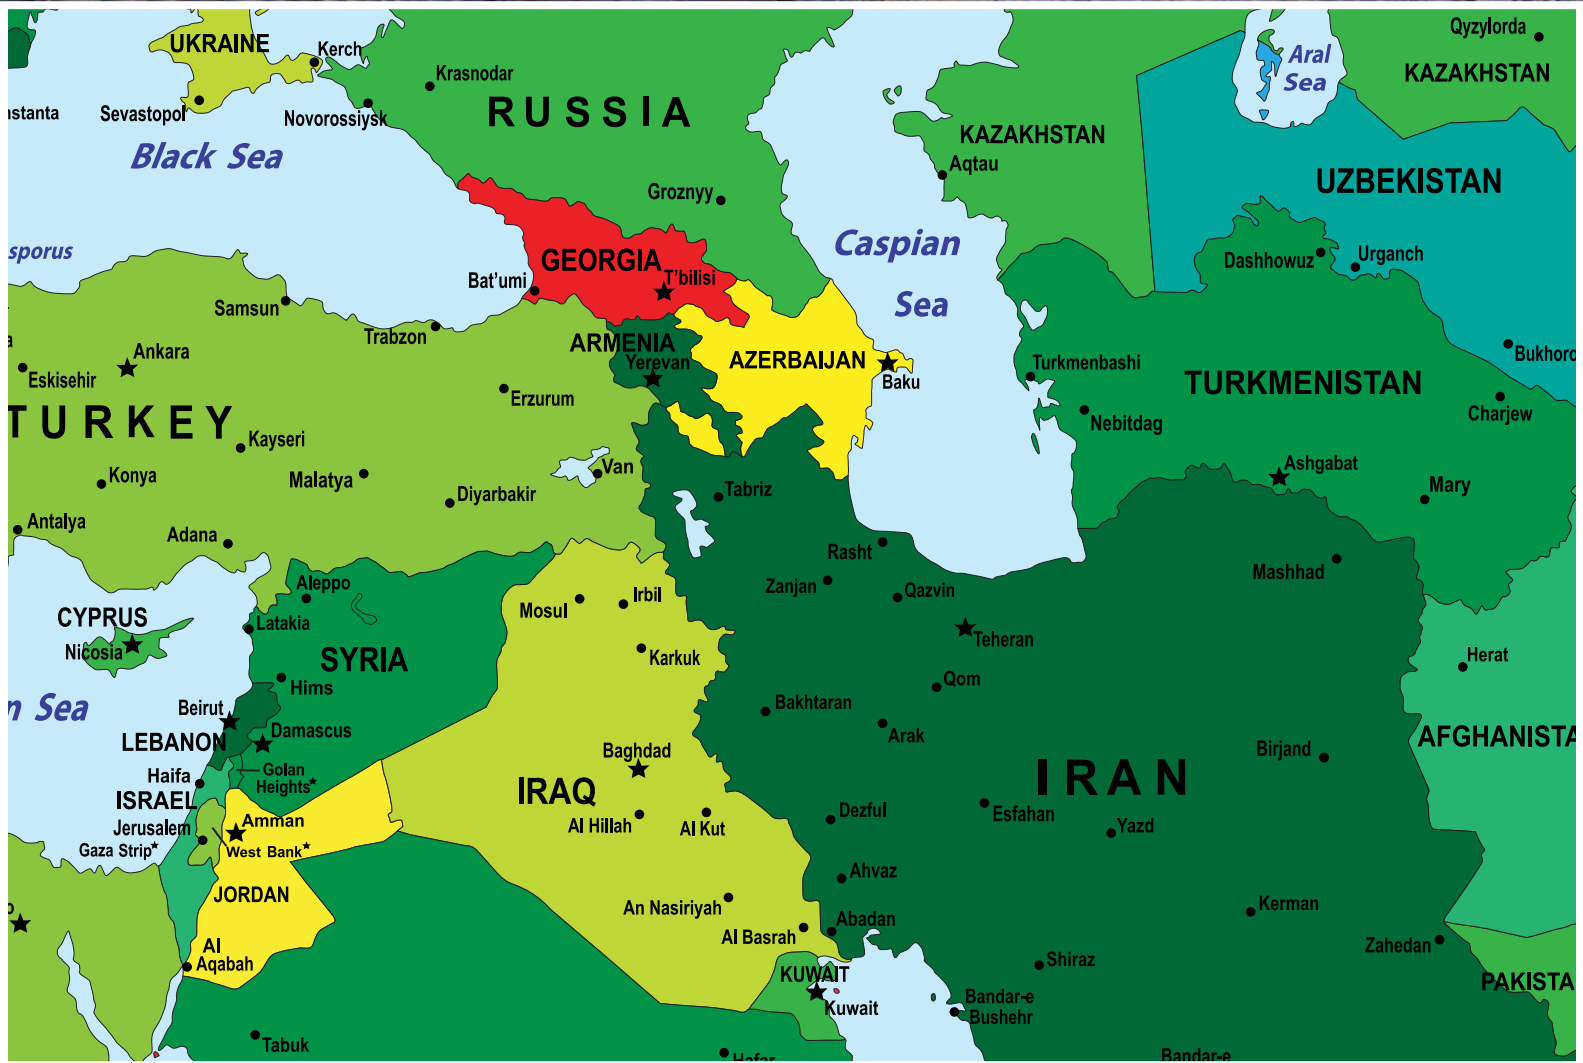 UKRAINE
Kerch
Krasnodar
Sevastopol
Novorossiysk
Black Sea
RUSSIA
Groznyy
KAZAKHSTAN
Aqtau
Aral
Sea
Qyzylorda
KAZAKHSTAN
UZBEKISTAN
Dashhowuz
Urganch
Bukhoro
Caspian
Sea
GEORGIA
T'bilisi
Bat'umi
Samsun
Trabzon
ARMENIA
Yerevan
AZERBAIJAN
Baku
Turkmenbashi
Nebitdag
TURKMENISTAN
Charjew
Ashgabat
Mary
Ankara
Eskisehir
Erzurum
TURKEY
Kayseri
Konya
Malatya
Diyarbakir
Van
Antalya
Adana
Tabriz
Rasht
Zanjan
Qazvin
Teheran
Mashhad
CYPRUS
Nicosia
Aleppo
Latakia
SYRIA
Hims
Mosul
Irbil
Karkuk
Qom
Bakhtaran
Arak
Herat
AFGHANISTA
Birjand
n Sea
Beirut
LEBANON
Damascus
Golan
Heights★
Haifa
ISRAEL
Jerusalem
Gaza Strip★
Amman
West Bank★
JORDAN
Al
Aqabah
Baghdad
IRAQ
Al Hillah
Al Kut
An Nasiriyah
Al Basrah
IRAN
Dezful
Esfahan
Yazd
Ahvaz
Abadan
Kerman
Zahedan
Shiraz
KUWAIT
Kuwait
Bandar-e
Bushehr
PAKISTA
Tabuk
Hafar
Bandar-e
nstanta
sporus